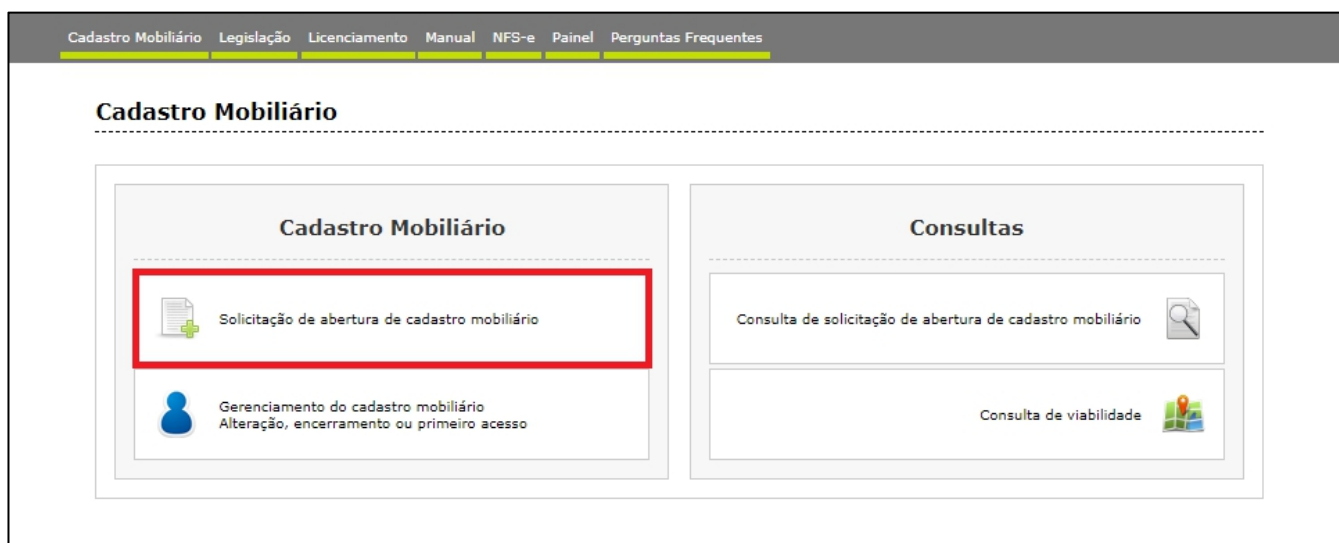 Cadastro Mobiliário Legislação Licenciamento Manual NFS-e Painel Perguntas Frequentes
Cadastro Mobiliário
Cadastro Mobiliário
Solicitação de abertura de cadastro mobiliário
Gerenciamento do cadastro mobiliário
Alteração, encerramento ou primeiro acesso
Consultas
Consulta de solicitação de abertura de cadastro mobiliário
Consulta de viabilidade